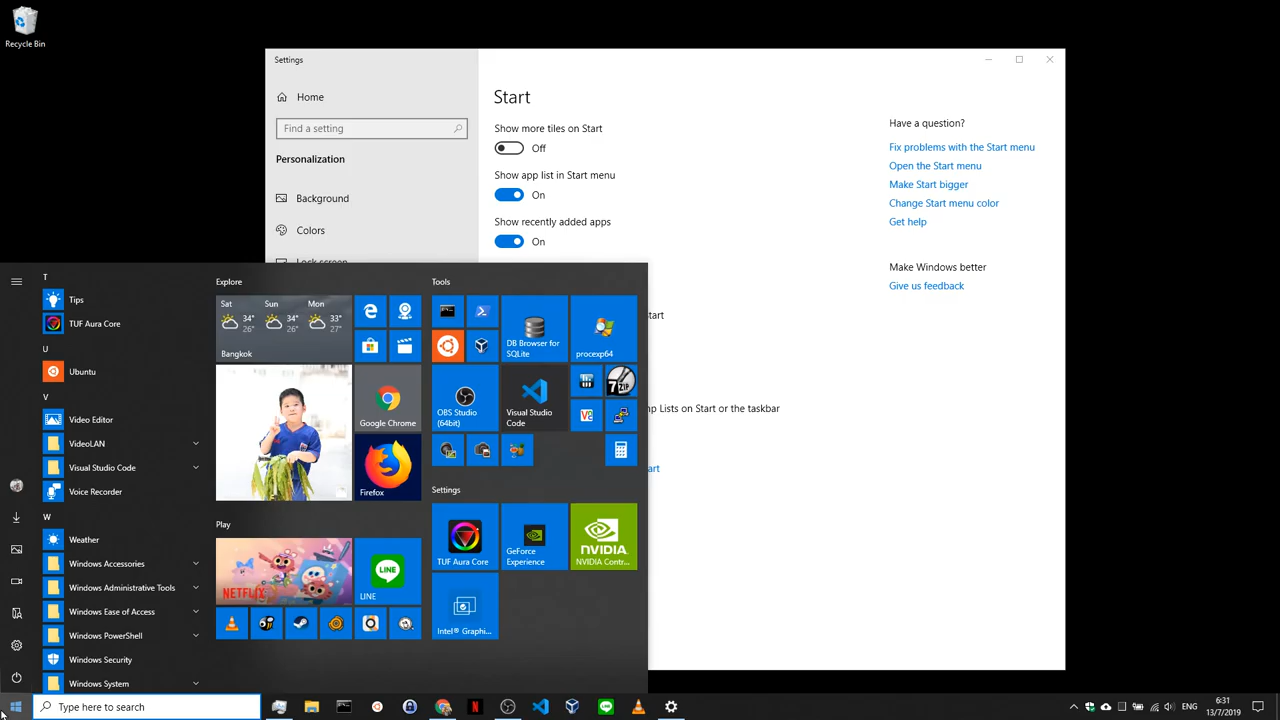 Recycle Bin
Settings
Home
Find a setting
Personalization
Background
Colors
Lock screen
Start
Show more tiles on Start
Off
Show app list in Start menu
On
Show recently added apps
On
tart
mp Lists on Start or the taskbar
art
Have a question?
Fix problems with the Start menu
Open the Start menu
Make Start bigger
Change Start menu color
Get help
Make Windows better
Give us feedback
T
Tips
TUF Aura Core
U
Ubuntu
V
Video Editor
VideoLAN
Visual Studio Code
Voice Recorder
W
Weather
Windows Accessories
Windows Administrative Tools
Windows Ease of Access
Windows PowerShell
Windows Security
Windows System
Explore
Sat Sun Mon
34° 34° 33°
26° 26° 27°
Bangkok
Google Chrome
Firefox
Play
NETFLIX
LINE
LINE
Tools
DB Browser for
SQLite
procexp64
OBS Studio
(64bit)
Visual Studio
Code
7ZIP
Settings
TUF Aura Core
GeForce
Experience
NVIDIA.
NVIDIA Contr...
Intel® Graphi...
Type here to search
ENG
6:31
13/7/2019